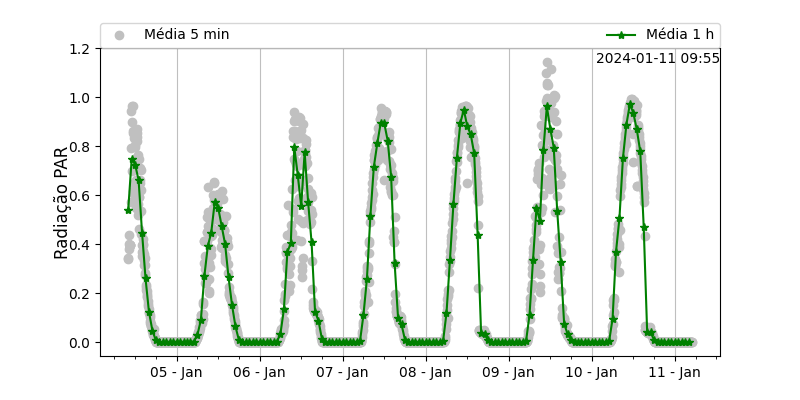 Média 5 min
Média 1 h
2024-01-11 09:55
Radiação PAR
1.2
1.0
0.8
0.6
0.4
0.2
0.0
05 - Jan
06 - Jan
07 - Jan
08 - Jan
09 - Jan
10 - Jan
11 - Jan